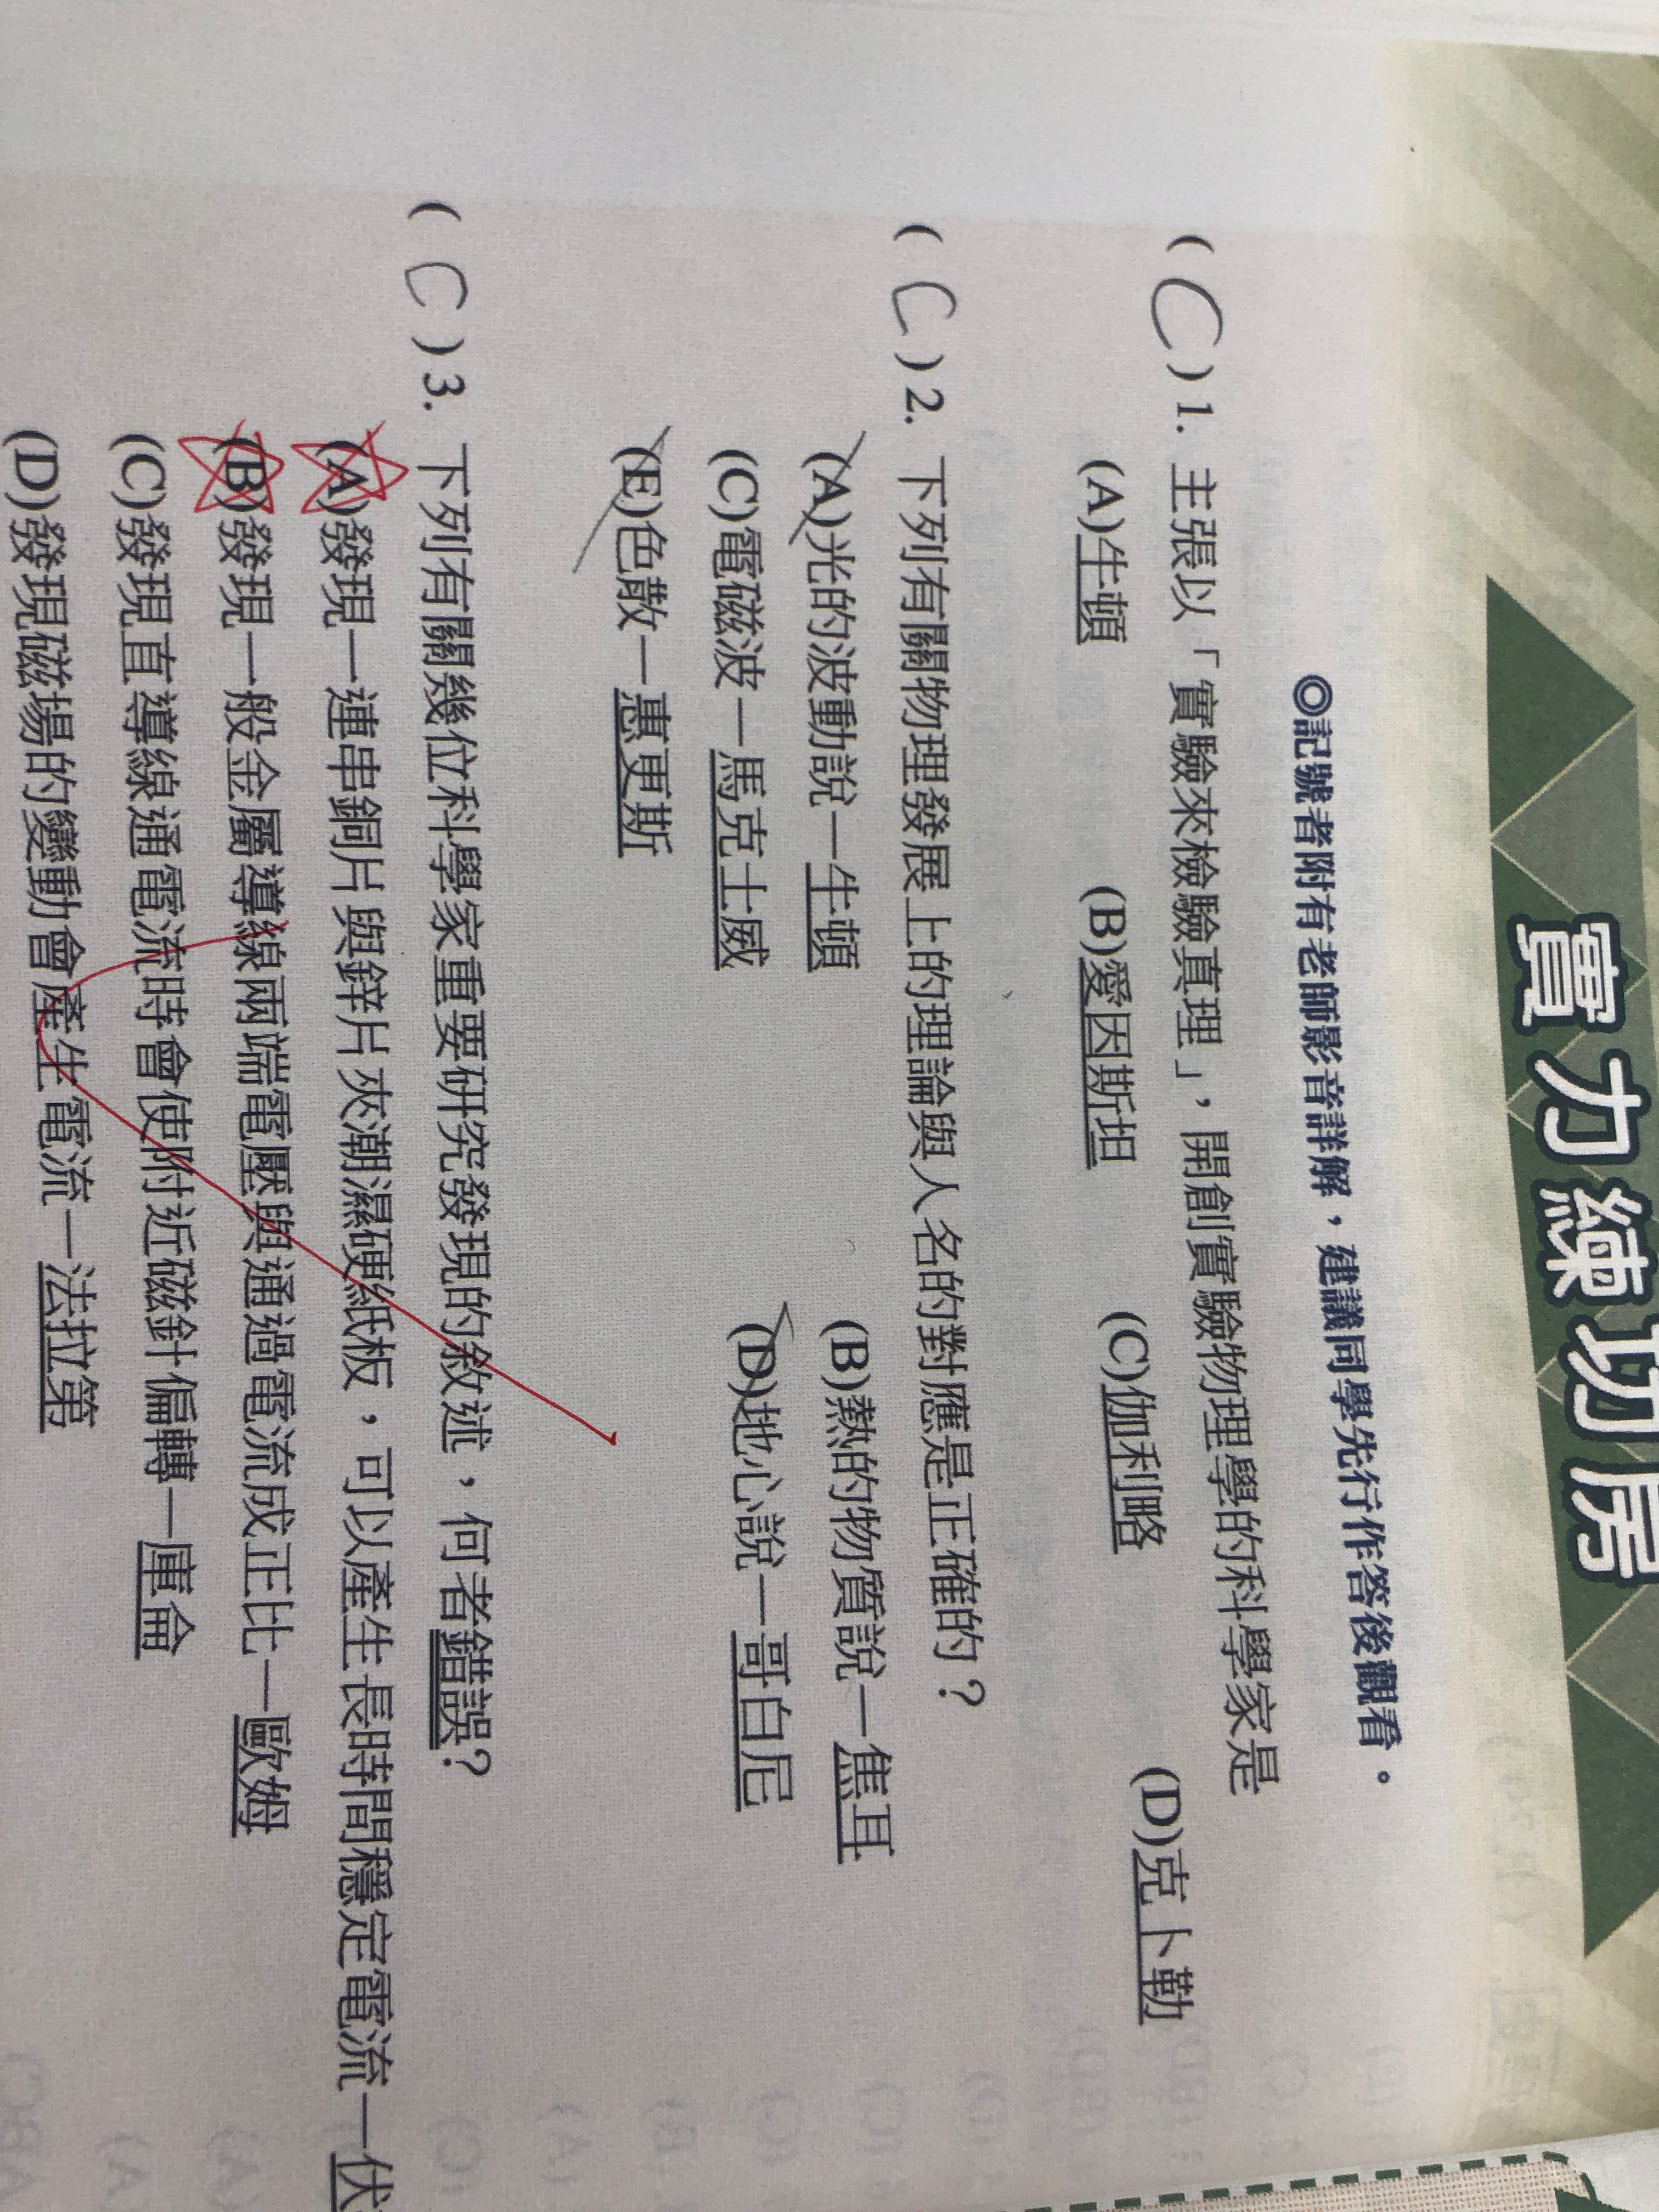 實力練功房
◎記號者附有老師影音詳解，建議同學先行作答後觀看。
( C ) 1. 主張以「實驗來檢驗真理」，開創實驗物理學的科學家是
(A)牛頓 (B)愛因斯坦 (C)伽利略 (D)克卜勒
( C ) 2. 下列有關物理發展上的理論與人名的對應是正確的？
(A)光的波動說－牛頓 (B)熱的物質說－焦耳
(C)電磁波－馬克士威 (D)地心說－哥白尼
(E)色散－惠更斯
( C ) 3. 下列有關幾位科學家重要研究發現的敘述，何者錯誤？
(A)發現一連串銅片與鋅片夾潮濕硬紙板，可以產生長時間穩定電流－伏
(B)發現一般金屬導線兩端電壓與通過電流成正比－歐姆
(C)發現直導線通電流時會使附近磁針偏轉－庫侖
(D)發現磁場的變動會產生電流－法拉第